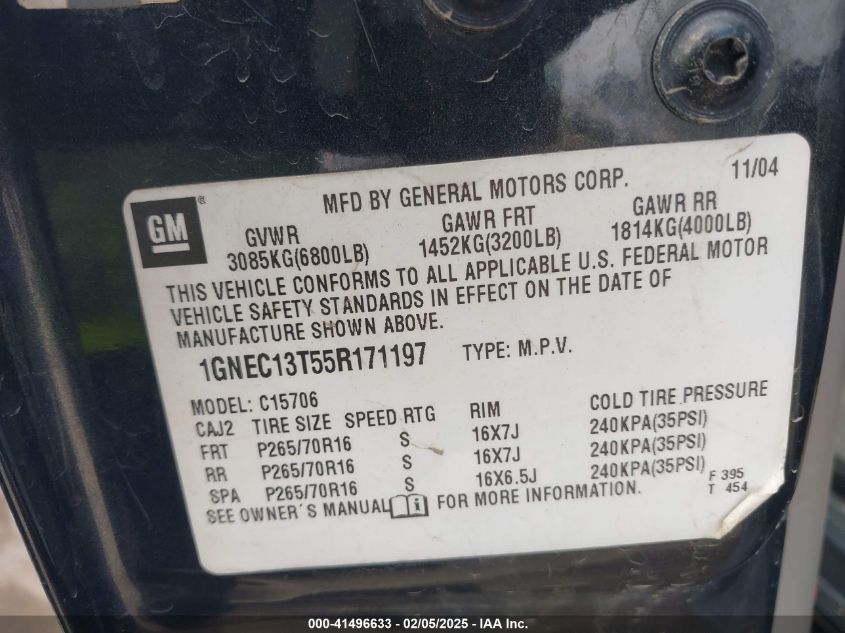 MFD BY GENERAL MOTORS CORP. 11/04
GM ®
GVWR GAWR FRT GAWR RR
3085KG(6800LB) 1452KG(3200LB) 1814KG(4000LB)
THIS VEHICLE CONFORMS TO ALL APPLICABLE U.S. FEDERAL MOTOR
VEHICLE SAFETY STANDARDS IN EFFECT ON THE DATE OF
MANUFACTURE SHOWN ABOVE.
1GNEC13T55R171197 TYPE: M.P.V.
MODEL: C15706
CAJ2 TIRE SIZE SPEED RTG RIM COLD TIRE PRESSURE
FRT P265/70R16 S 16X7J 240KPA(35PSI)
RR P265/70R16 S 16X7J 240KPA(35PSI)
SPA P265/70R16 S 16X6.5J 240KPA(35PSI)
SEE OWNER'S MANUAL i FOR MORE INFORMATION.
F 395
T 454
000-41496633 - 02/05/2025 - IAA Inc.